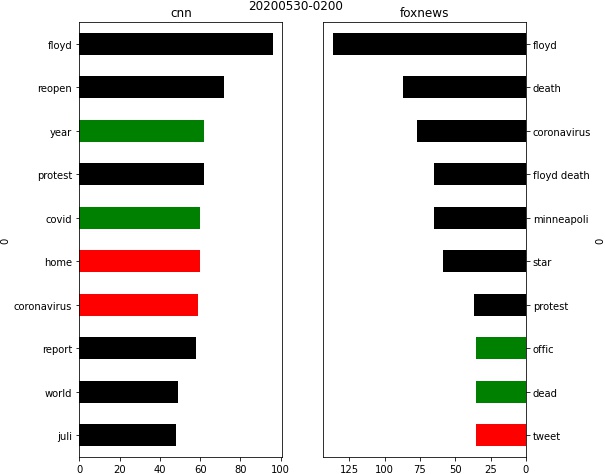 20200530-0200
cnn
foxnews
floyd
reopen
year
protest
covid
home
coronavirus
report
world
juli
0
0 20 40 60 80 100
floyd
death
coronavirus
floyd death
minneapoli
star
protest
offic
dead
tweet
0
125 100 75 50 25 0